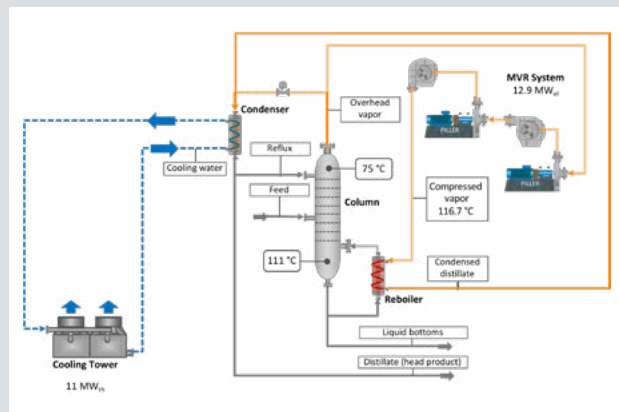 MVR System
12.9 MWel
Condenser
Overhead
vapor
Reflux
Cooling water
75 °C
Feed
Column
PILLER
PILLER
Compressed
vapor
116.7 °C
111 °C
Condensed
distillate
Reboiler
Liquid bottoms
Cooling Tower
Distillate (head product)
11 MWth